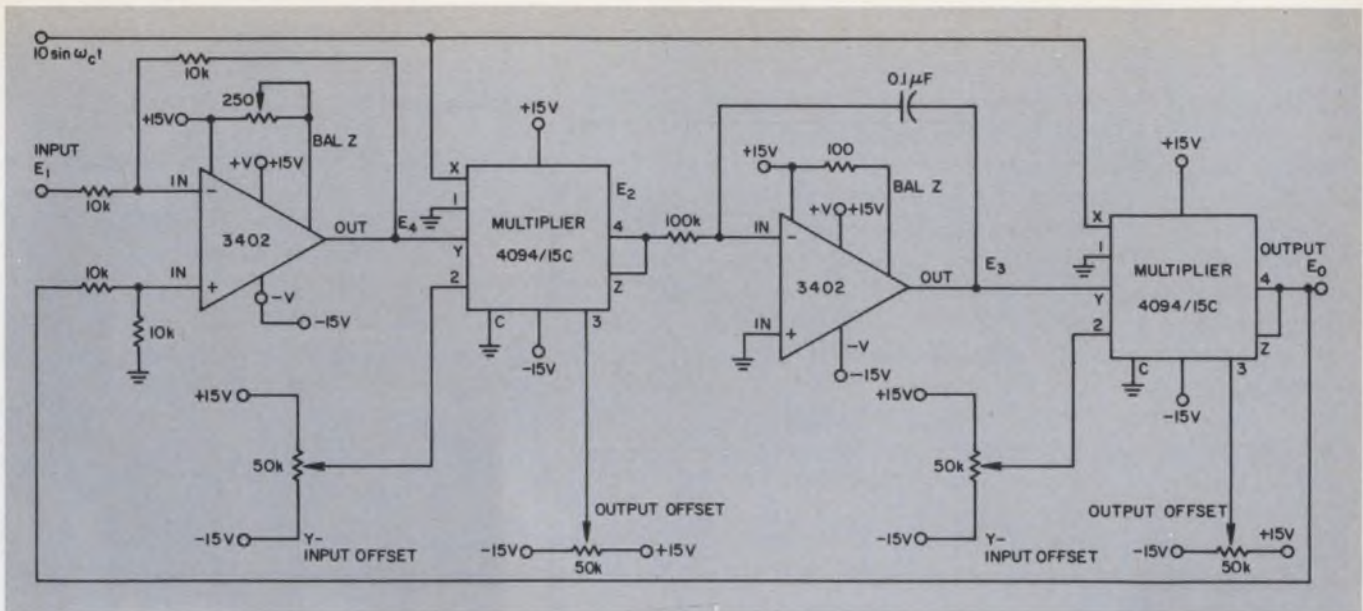 10 sin ω_c t
10k
250
+15V
BAL Z
INPUT
E₁
+V +15V
IN
−
10k
OUT
E₄
3402
10k
IN
+
−V
−15V
10k
+15V
X
1
E₂
MULTIPLIER
4094/15C
4
Y
2
Z
C
3
−15V
+15V
50k
−15V
Y−
INPUT OFFSET
OUTPUT OFFSET
−15V
+15V
50k
0.1µF
100k
+15V
100
BAL Z
+V +15V
IN
−
3402
OUT
E₃
IN
+
−V
−15V
+15V
X
1
MULTIPLIER
4094/15C
OUTPUT
4
E₀
Y
2
Z
C
3
−15V
+15V
50k
−15V
Y−
INPUT OFFSET
OUTPUT OFFSET
−15V
+15V
50k